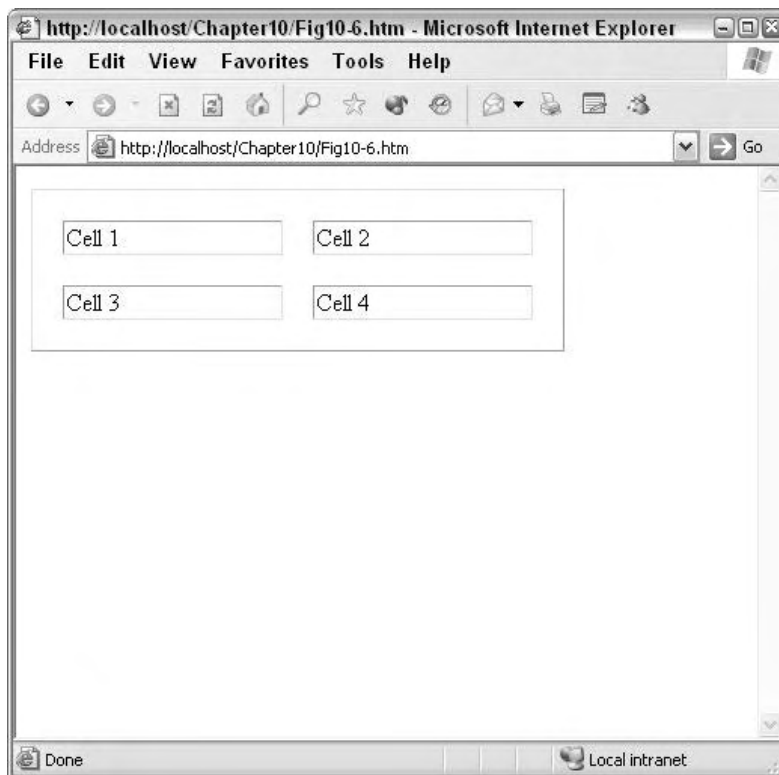 http://localhost/Chapter10/Fig10-6.htm - Microsoft Internet Explorer
File Edit View Favorites Tools Help
Address http://localhost/Chapter10/Fig10-6.htm Go
Cell 1 Cell 2
Cell 3 Cell 4
Done Local intranet